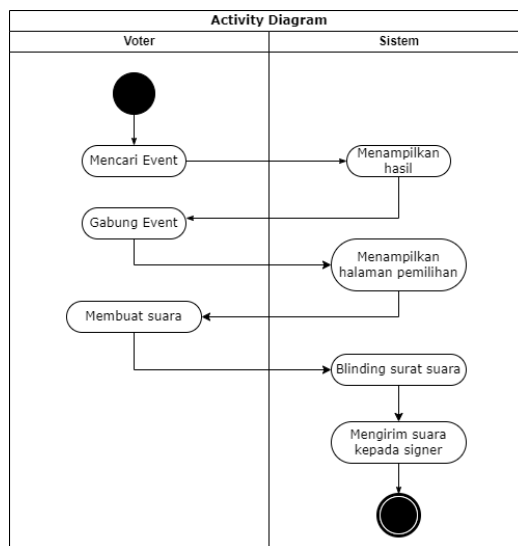 Activity Diagram
Voter
Sistem
Mencari Event
Menampilkan
hasil
Gabung Event
Menampilkan
halaman pemilihan
Membuat suara
Blinding surat suara
Mengirim suara
kepada signer